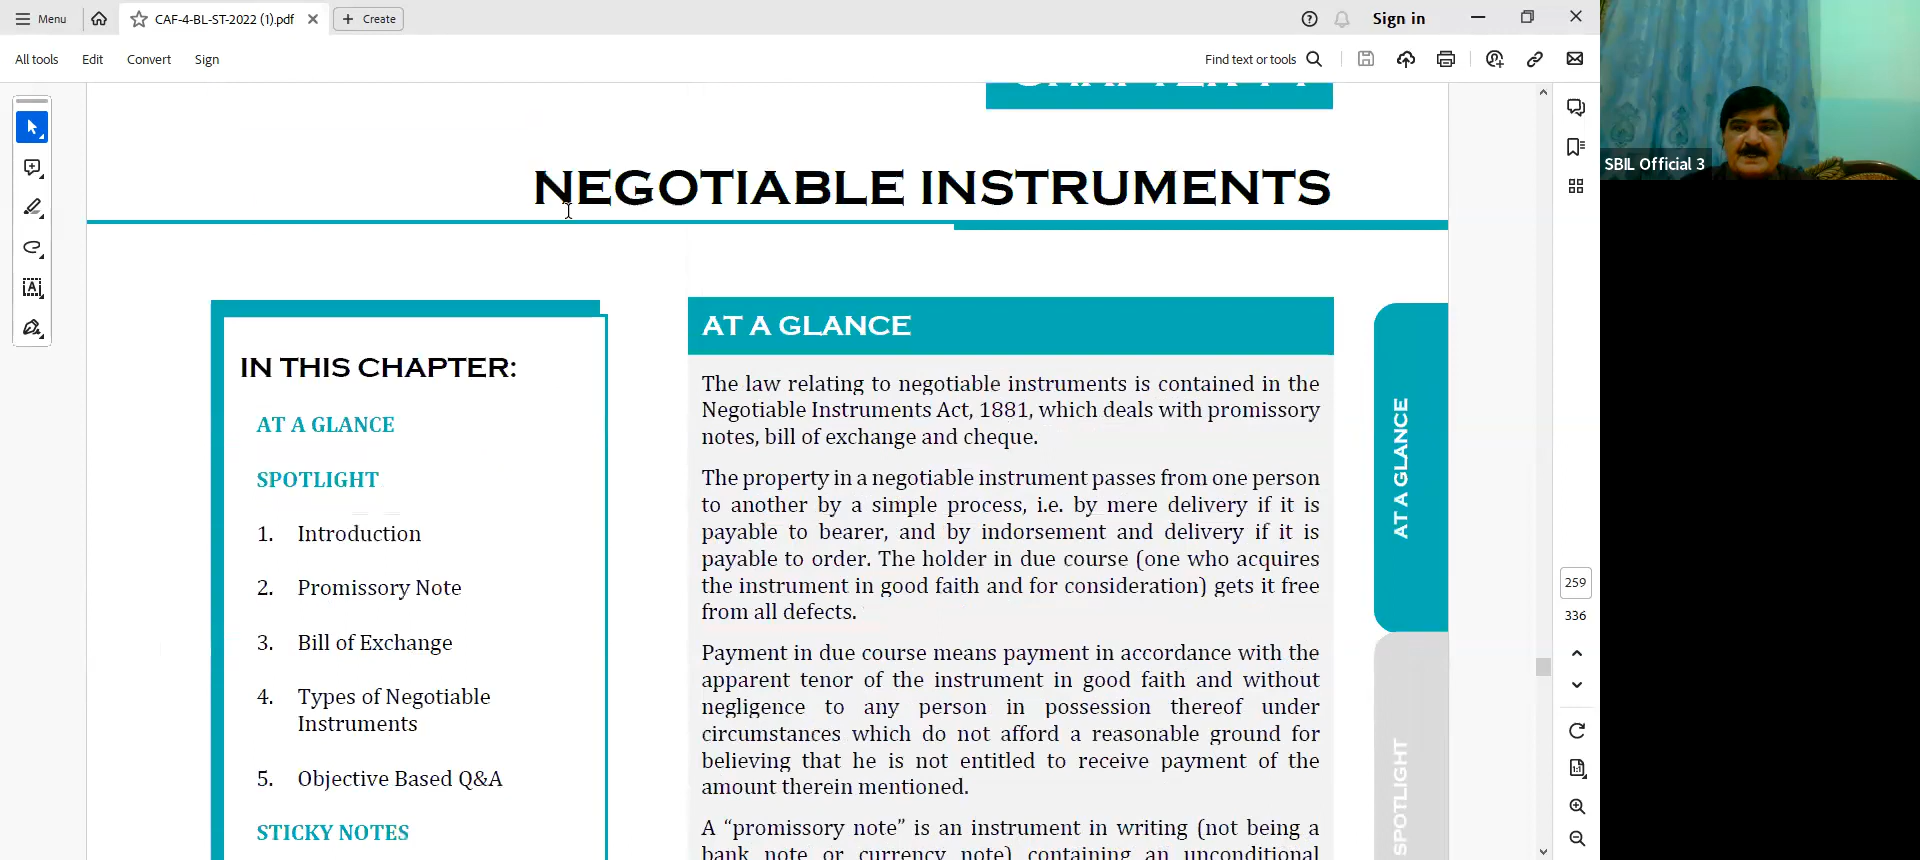 Menu
CAF-4-BL-ST-2022 (1).pdf
Create
Sign in
All tools
Edit
Convert
Sign
Find text or tools
NEGOTIABLE INSTRUMENTS
IN THIS CHAPTER:
AT A GLANCE
SPOTLIGHT
1. Introduction
2. Promissory Note
3. Bill of Exchange
4. Types of Negotiable
Instruments
5. Objective Based Q&A
STICKY NOTES
AT A GLANCE
The law relating to negotiable instruments is contained in the
Negotiable Instruments Act, 1881, which deals with promissory
notes, bill of exchange and cheque.
The property in a negotiable instrument passes from one person
to another by a simple process, i.e. by mere delivery if it is
payable to bearer, and by indorsement and delivery if it is
payable to order. The holder in due course (one who acquires
the instrument in good faith and for consideration) gets it free
from all defects.
Payment in due course means payment in accordance with the
apparent tenor of the instrument in good faith and without
negligence to any person in possession thereof under
circumstances which do not afford a reasonable ground for
believing that he is not entitled to receive payment of the
amount therein mentioned.
A “promissory note” is an instrument in writing (not being a
bank note or currency note) containing an unconditional
AT A GLANCE
SPOTLIGHT
259
336
SBIL Official 3